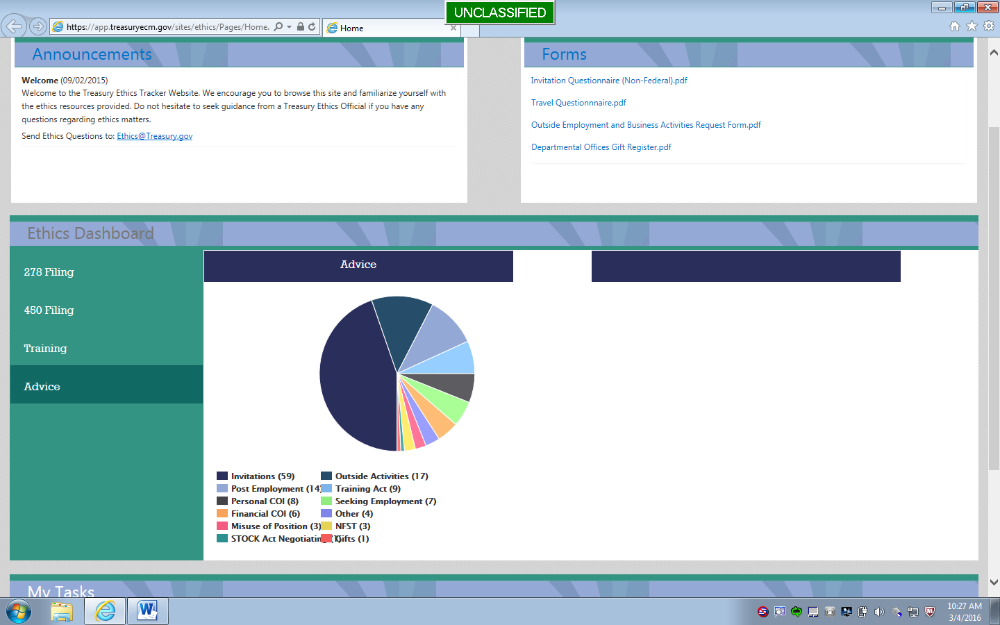 UNCLASSIFIED
https://app.treasuryecm.gov/sites/ethics/Pages/Home.
Home
Announcements
Welcome (09/02/2015)
Welcome to the Treasury Ethics Tracker Website. We encourage you to browse this site and familiarize yourself with
the ethics resources provided. Do not hesitate to seek guidance from a Treasury Ethics Official if you have any
questions regarding ethics matters.
Send Ethics Questions to: Ethics@Treasury.gov
Forms
Invitation Questionnaire (Non-Federal).pdf
Travel Questionnnaire.pdf
Outside Employment and Business Activities Request Form.pdf
Departmental Offices Gift Register.pdf
Ethics Dashboard
278 Filing
450 Filing
Training
Advice
Advice
Invitations (59)
Outside Activities (17)
Post Employment (14)
Training Act (9)
Personal COI (8)
Seeking Employment (7)
Financial COI (6)
Other (4)
Misuse of Position (3)
NFST (3)
STOCK Act Negotiating (1)
Gifts (1)
My Tasks
10:27 AM
3/4/2016